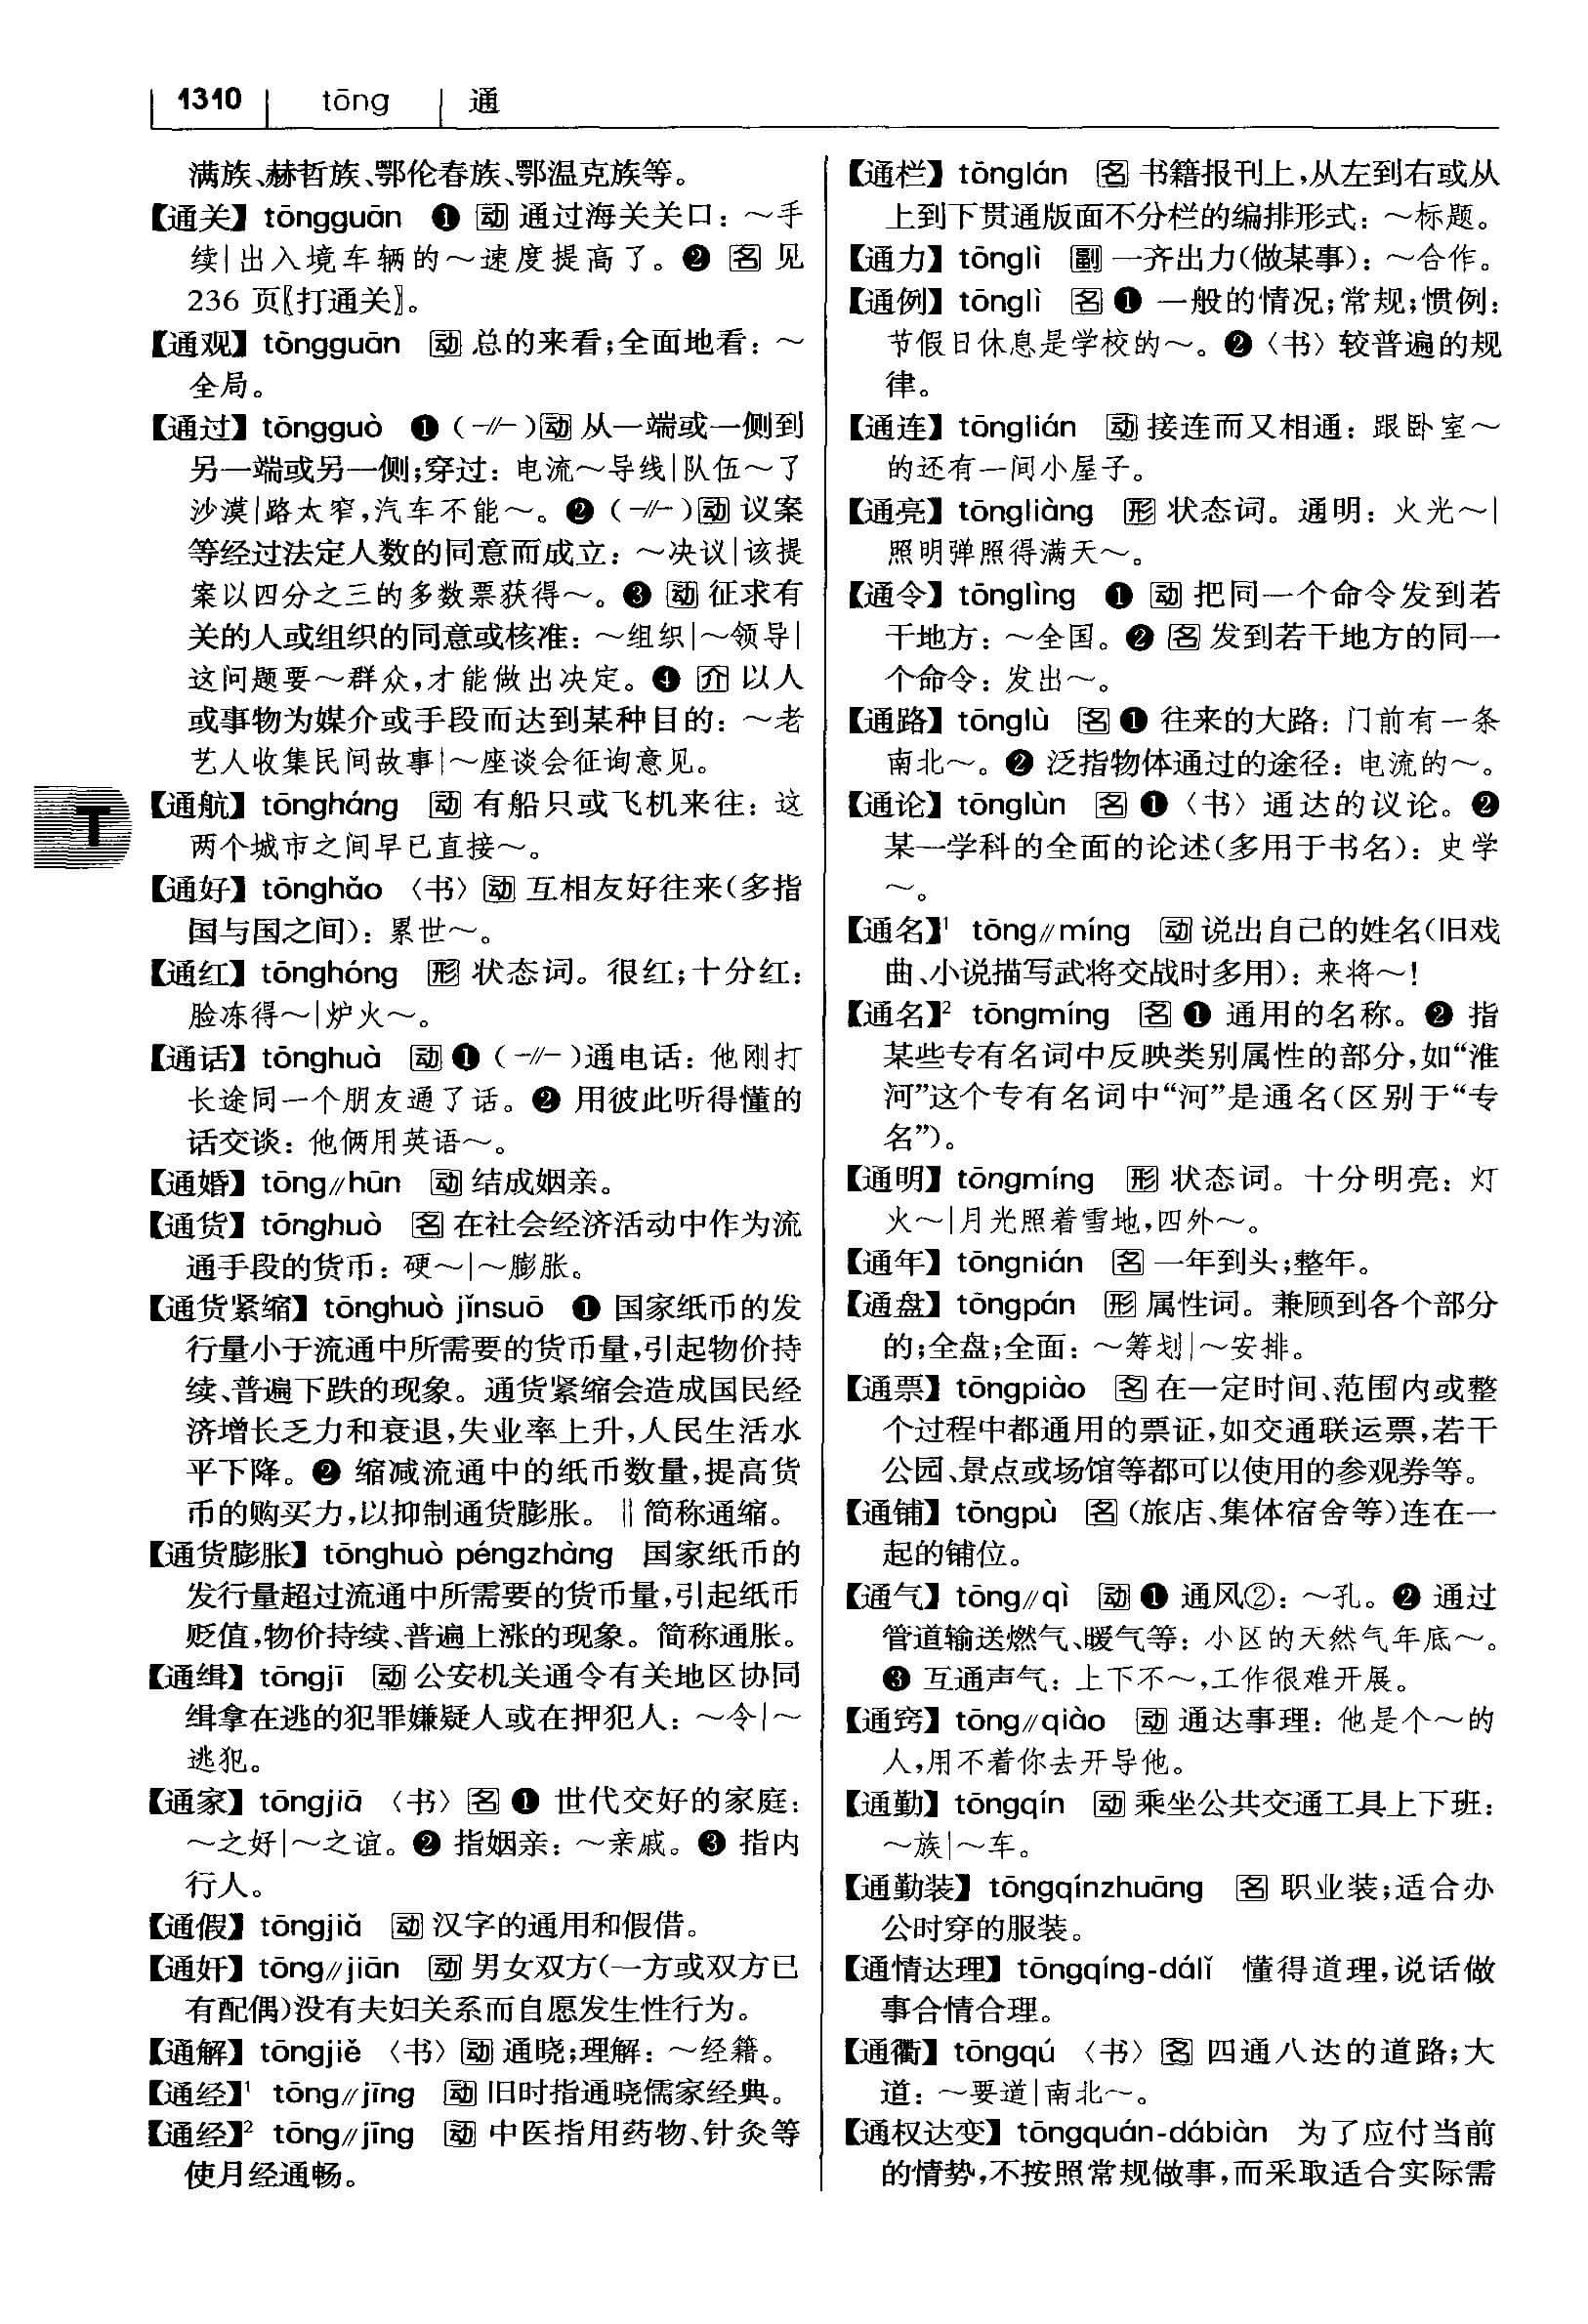 1310 tōng 通
满族、赫哲族、鄂伦春族、鄂温克族等。
【通关】tōngguān ❶ 动 通过海关关口：～手
续|出入境车辆的～速度提高了。❷ 名 见
236 页〖打通关〗。
【通观】tōngguān 动 总的来看;全面地看：～
全局。
【通过】tōngguò ❶（-//-）动 从一端或一侧到
另一端或另一侧;穿过：电流～导线|队伍～了
沙漠|路太窄,汽车不能～。❷（-//-）动 议案
等经过法定人数的同意而成立：～决议|该提
案以四分之三的多数票获得～。❸ 动 征求有
关的人或组织的同意或核准：～组织|～领导|
这问题要～群众,才能做出决定。❹ 介 以人
或事物为媒介或手段而达到某种目的：～老
艺人收集民间故事|～座谈会征询意见。
T
【通航】tōngháng 动 有船只或飞机来往：这
两个城市之间早已直接～。
【通好】tōnghǎo〈书〉动 互相友好往来(多指
国与国之间)：累世～。
【通红】tōnghóng 形 状态词。很红;十分红：
脸冻得～|炉火～。
【通话】tōnghuà 动 ❶（-//-）通电话：他刚打
长途同一个朋友通了话。❷ 用彼此听得懂的
话交谈：他俩用英语～。
【通婚】tōng//hūn 动 结成姻亲。
【通货】tōnghuò 名 在社会经济活动中作为流
通手段的货币：硬～|～膨胀。
【通货紧缩】tōnghuò jǐnsuō ❶ 国家纸币的发
行量小于流通中所需要的货币量,引起物价持
续、普遍下跌的现象。通货紧缩会造成国民经
济增长乏力和衰退,失业率上升,人民生活水
平下降。❷ 缩减流通中的纸币数量,提高货
币的购买力,以抑制通货膨胀。‖简称通缩。
【通货膨胀】tōnghuò péngzhàng 国家纸币的
发行量超过流通中所需要的货币量,引起纸币
贬值,物价持续、普遍上涨的现象。简称通胀。
【通缉】tōngjī 动 公安机关通令有关地区协同
缉拿在逃的犯罪嫌疑人或在押犯人：～令|～
逃犯。
【通家】tōngjiā〈书〉名 ❶ 世代交好的家庭：
～之好|～之谊。❷ 指姻亲：～亲戚。❸ 指内
行人。
【通假】tōngjiǎ 动 汉字的通用和假借。
【通奸】tōng//jiān 动 男女双方(一方或双方已
有配偶)没有夫妇关系而自愿发生性行为。
【通解】tōngjiě〈书〉动 通晓;理解：～经籍。
【通经】¹ tōng//jīng 动 旧时指通晓儒家经典。
【通经】² tōng//jīng 动 中医指用药物、针灸等
使月经通畅。
【通栏】tōnglán 名 书籍报刊上,从左到右或从
上到下贯通版面不分栏的编排形式：～标题。
【通力】tōnglì 副 一齐出力(做某事)：～合作。
【通例】tōnglì 名 ❶ 一般的情况;常规;惯例：
节假日休息是学校的～。❷〈书〉较普遍的规
律。
【通连】tōnglián 动 接连而又相通：跟卧室～
的还有一间小屋子。
【通亮】tōngliàng 形 状态词。通明：火光～|
照明弹照得满天～。
【通令】tōnglìng ❶ 动 把同一个命令发到若
干地方：～全国。❷ 名 发到若干地方的同一
个命令：发出～。
【通路】tōnglù 名 ❶ 往来的大路：门前有一条
南北～。❷ 泛指物体通过的途径：电流的～。
【通论】tōnglùn 名 ❶〈书〉通达的议论。❷
某一学科的全面的论述(多用于书名)：史学
～。
【通名】¹ tōng//míng 动 说出自己的姓名(旧戏
曲、小说描写武将交战时多用)：来将～!
【通名】² tōngmíng 名 ❶ 通用的名称。❷ 指
某些专有名词中反映类别属性的部分,如“淮
河”这个专有名词中“河”是通名(区别于“专
名”)。
【通明】tōngmíng 形 状态词。十分明亮：灯
火～|月光照着雪地,四外～。
【通年】tōngnián 名 一年到头;整年。
【通盘】tōngpán 形 属性词。兼顾到各个部分
的;全盘;全面：～筹划|～安排。
【通票】tōngpiào 名 在一定时间、范围内或整
个过程中都通用的票证,如交通联运票,若干
公园、景点或场馆等都可以使用的参观券等。
【通铺】tōngpù 名（旅店、集体宿舍等)连在一
起的铺位。
【通气】tōng//qì 动 ❶ 通风②：～孔。❷ 通过
管道输送燃气、暖气等：小区的天然气年底～。
❸ 互通声气：上下不～,工作很难开展。
【通窍】tōng//qiào 动 通达事理：他是个～的
人,用不着你去开导他。
【通勤】tōngqín 动 乘坐公共交通工具上下班：
～族|～车。
【通勤装】tōngqínzhuāng 名 职业装;适合办
公时穿的服装。
【通情达理】tōngqíng-dálǐ 懂得道理,说话做
事合情合理。
【通衢】tōngqú〈书〉名 四通八达的道路;大
道：～要道|南北～。
【通权达变】tōngquán-dábiàn 为了应付当前
的情势,不按照常规做事,而采取适合实际需